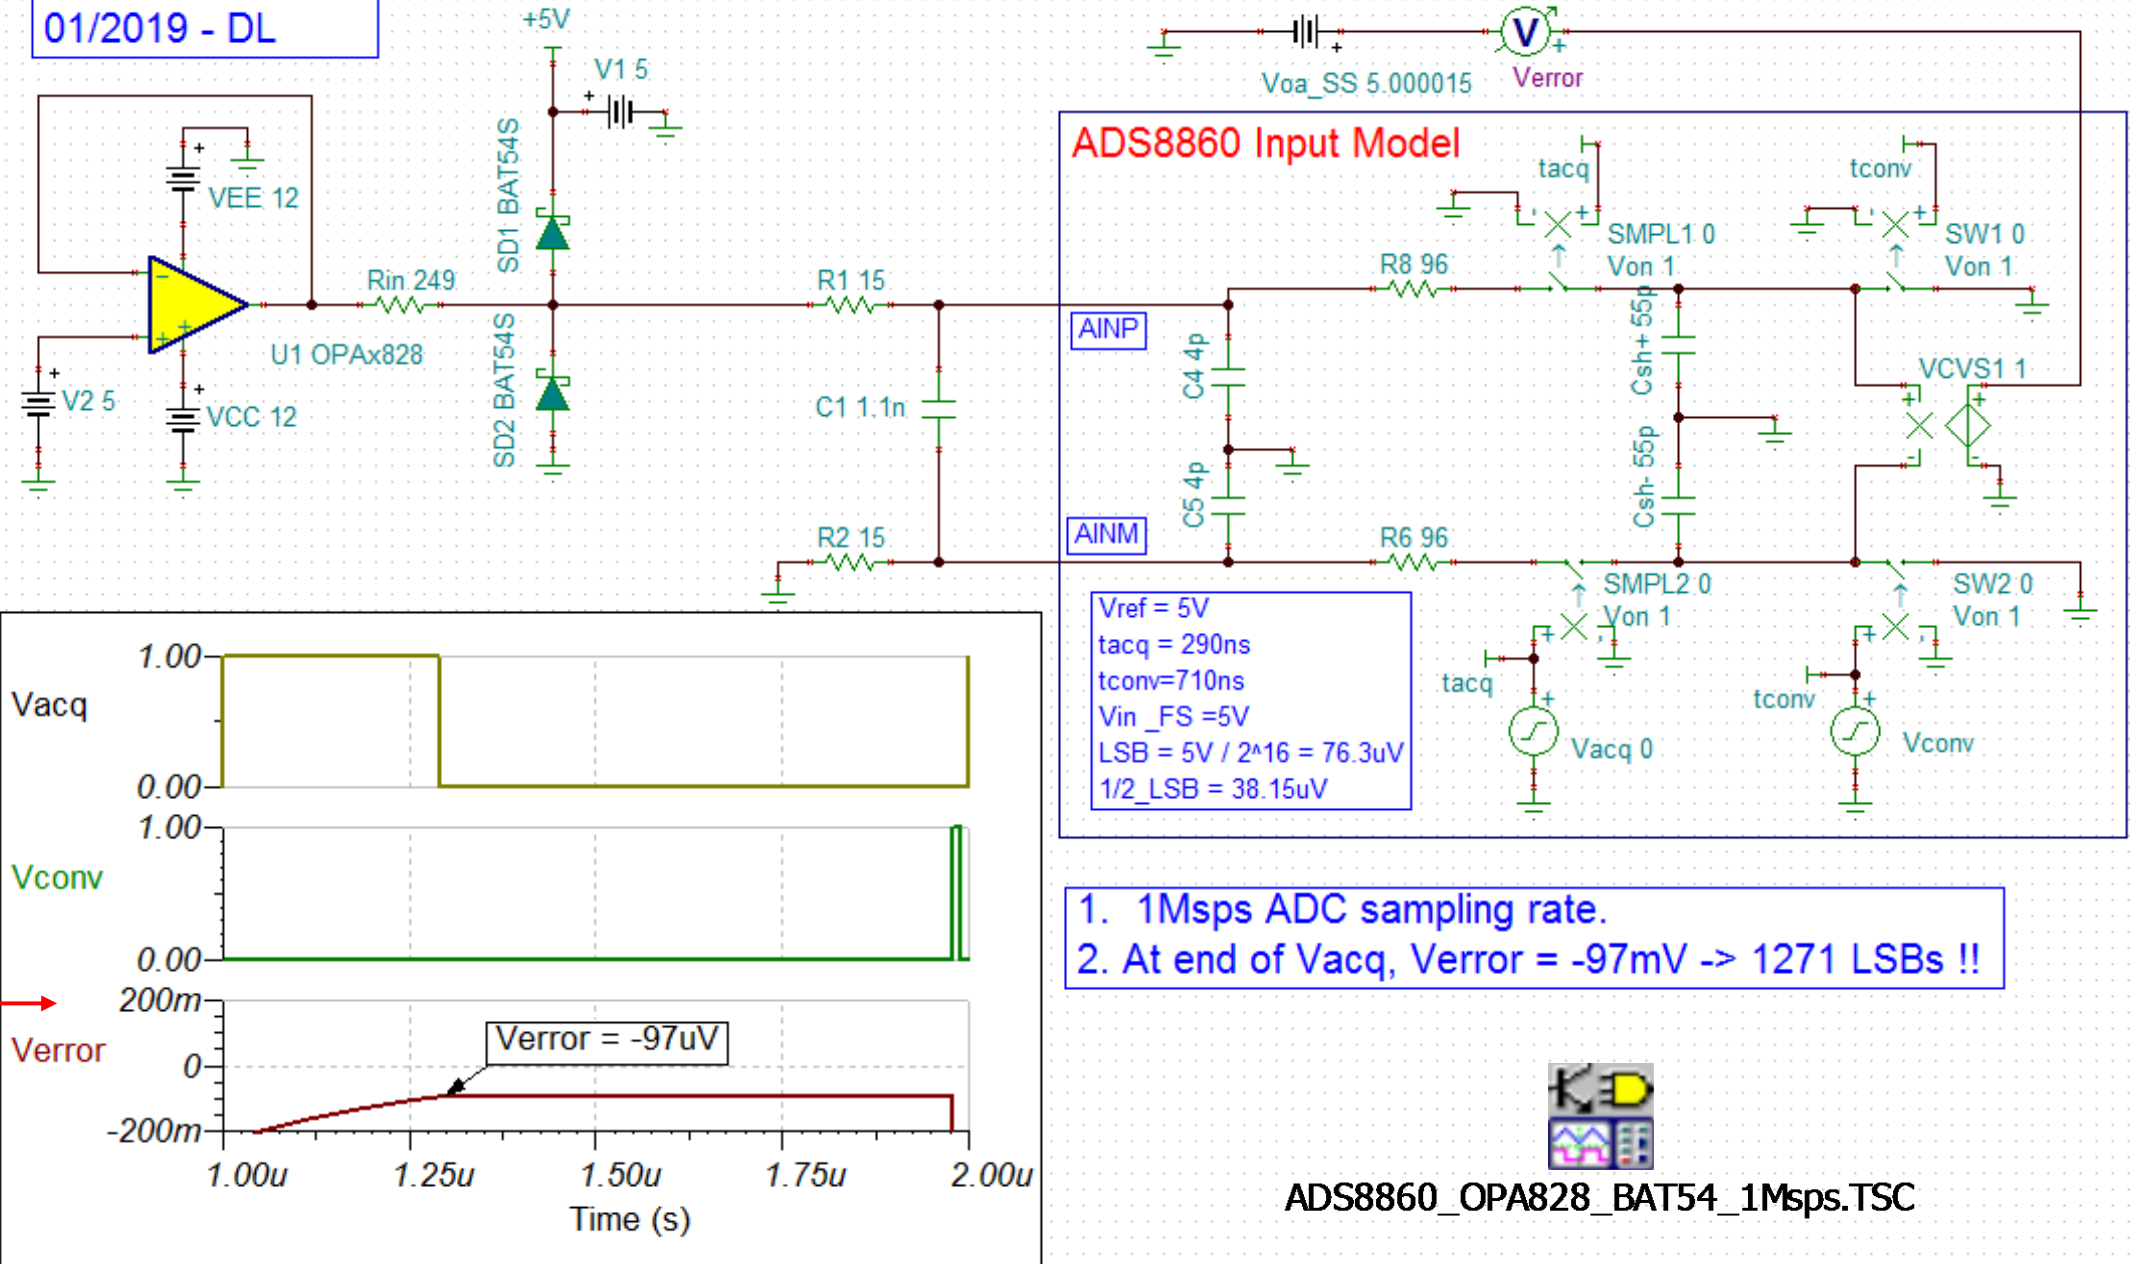 01/2019 - DL
+5V
V1 5
+
Voa_SS 5.000015
+
V
+
Verror
VEE 12
+
SD1 BAT54S
ADS8860 Input Model
tacq
tconv
- +
- +
SMPL1 0
Von 1
SW1 0
Von 1
Rin 249
R1 15
R8 96
U1 OPAx828
AINP
V2 5
+
VCC 12
+
SD2 BAT54S
C1 1.1n
C4 4p
Csh+ 55p
VCVS1 1
+ +
- -
C5 4p
Csh- 55p
R2 15
AINM
R6 96
SMPL2 0
Von 1
SW2 0
Von 1
+ -
+ -
Vref = 5V
tacq = 290ns
tconv=710ns
Vin _FS =5V
LSB = 5V / 2^16 = 76.3uV
1/2_LSB = 38.15uV
tacq
+
Vacq 0
tconv
+
Vconv
1.00
Vacq
0.00
1.00
Vconv
0.00
200m
Verror
0
-200m
Verror = -97uV
1.00u 1.25u 1.50u 1.75u 2.00u
Time (s)
1. 1Msps ADC sampling rate.
2. At end of Vacq, Verror = -97mV -> 1271 LSBs !!
ADS8860_OPA828_BAT54_1Msps.TSC